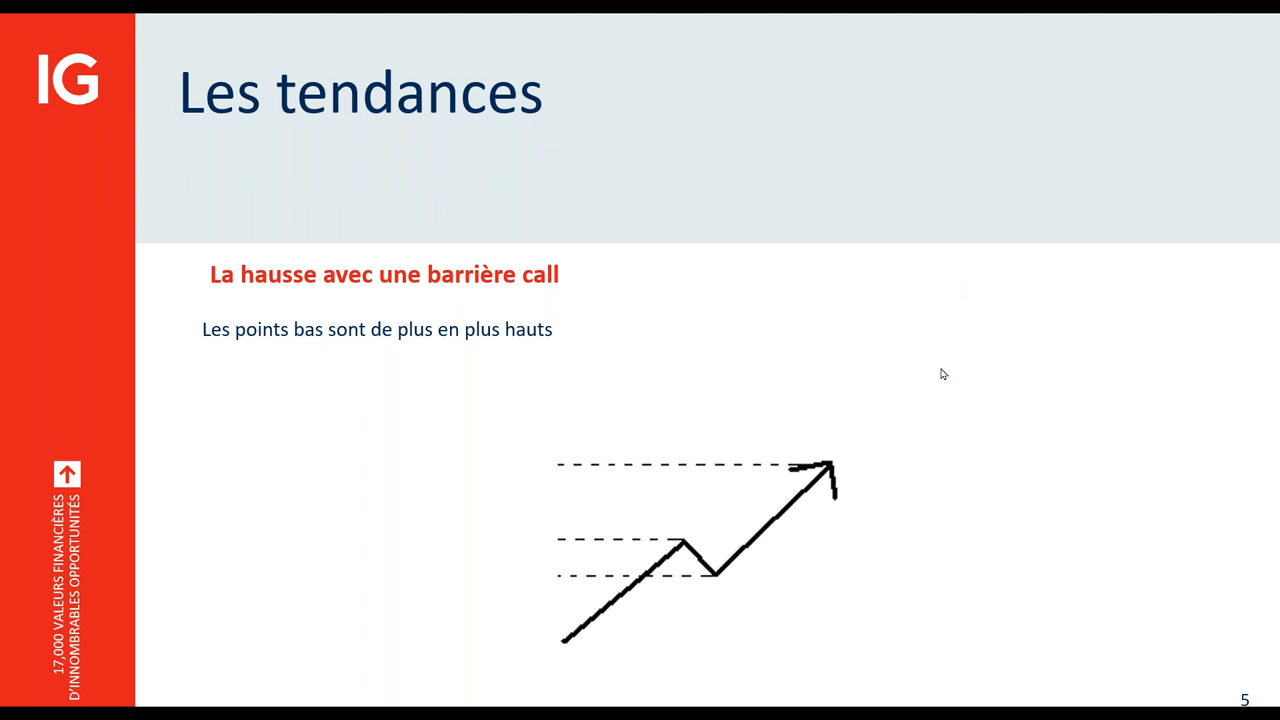 IG
Les tendances
La hausse avec une barrière call
Les points bas sont de plus en plus hauts
17,000 VALEURS FINANCIÈRES
D'INNOMBRABLES OPPORTUNITÉS
5